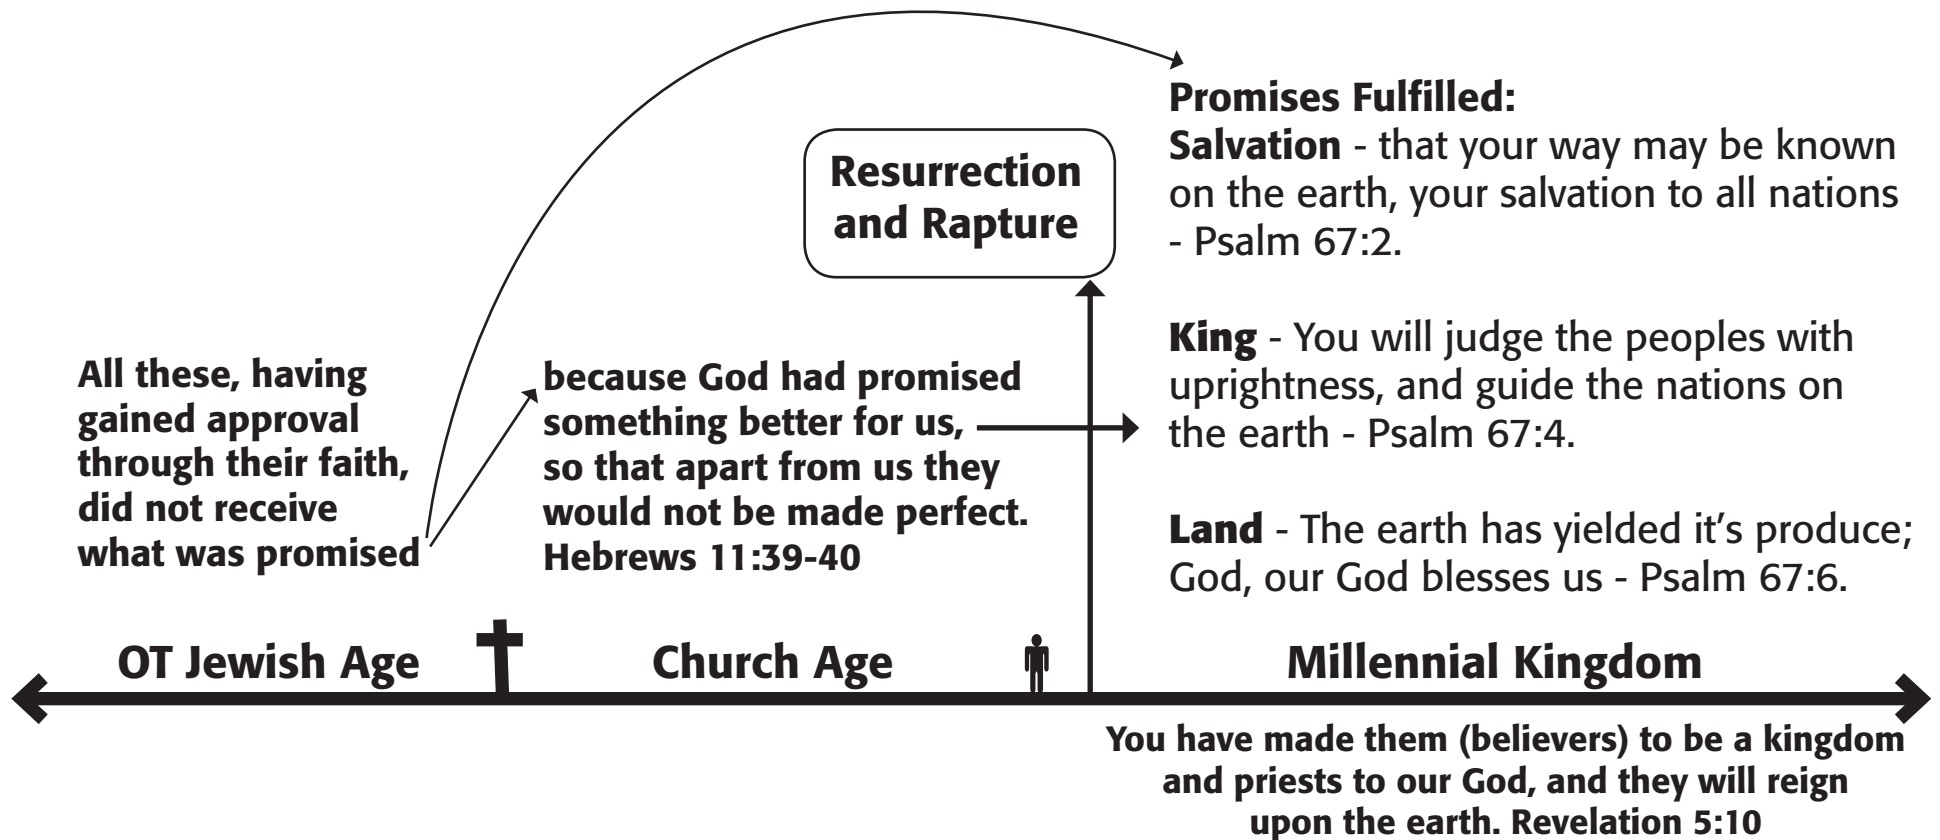 Promises Fulfilled:
Salvation - that your way may be known
on the earth, your salvation to all nations
- Psalm 67:2.
Resurrection
and Rapture
King - You will judge the peoples with
uprightness, and guide the nations on
the earth - Psalm 67:4.
All these, having
gained approval
through their faith,
did not receive
what was promised
because God had promised
something better for us,
so that apart from us they
would not be made perfect.
Hebrews 11:39-40
Land - The earth has yielded it's produce;
God, our God blesses us - Psalm 67:6.
OT Jewish Age
Church Age
Millennial Kingdom
You have made them (believers) to be a kingdom
and priests to our God, and they will reign
upon the earth. Revelation 5:10